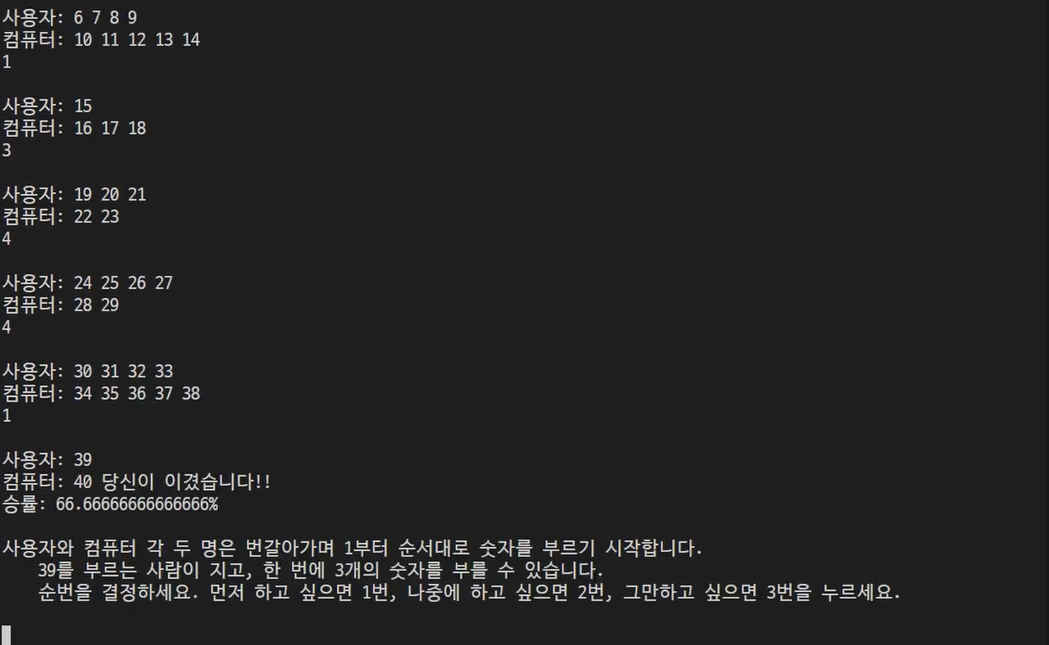 사용자: 6 7 8 9
컴퓨터: 10 11 12 13 14
1
사용자: 15
컴퓨터: 16 17 18
3
사용자: 19 20 21
컴퓨터: 22 23
4
사용자: 24 25 26 27
컴퓨터: 28 29
4
사용자: 30 31 32 33
컴퓨터: 34 35 36 37 38
1
사용자: 39
컴퓨터: 40 당신이 이겼습니다!!
승률: 66.66666666666666%
사용자와 컴퓨터 각 두 명은 번갈아가며 1부터 순서대로 숫자를 부르기 시작합니다.
39를 부르는 사람이 지고, 한 번에 3개의 숫자를 부를 수 있습니다.
순번을 결정하세요. 먼저 하고 싶으면 1번, 나중에 하고 싶으면 2번, 그만하고 싶으면 3번을 누르세요.